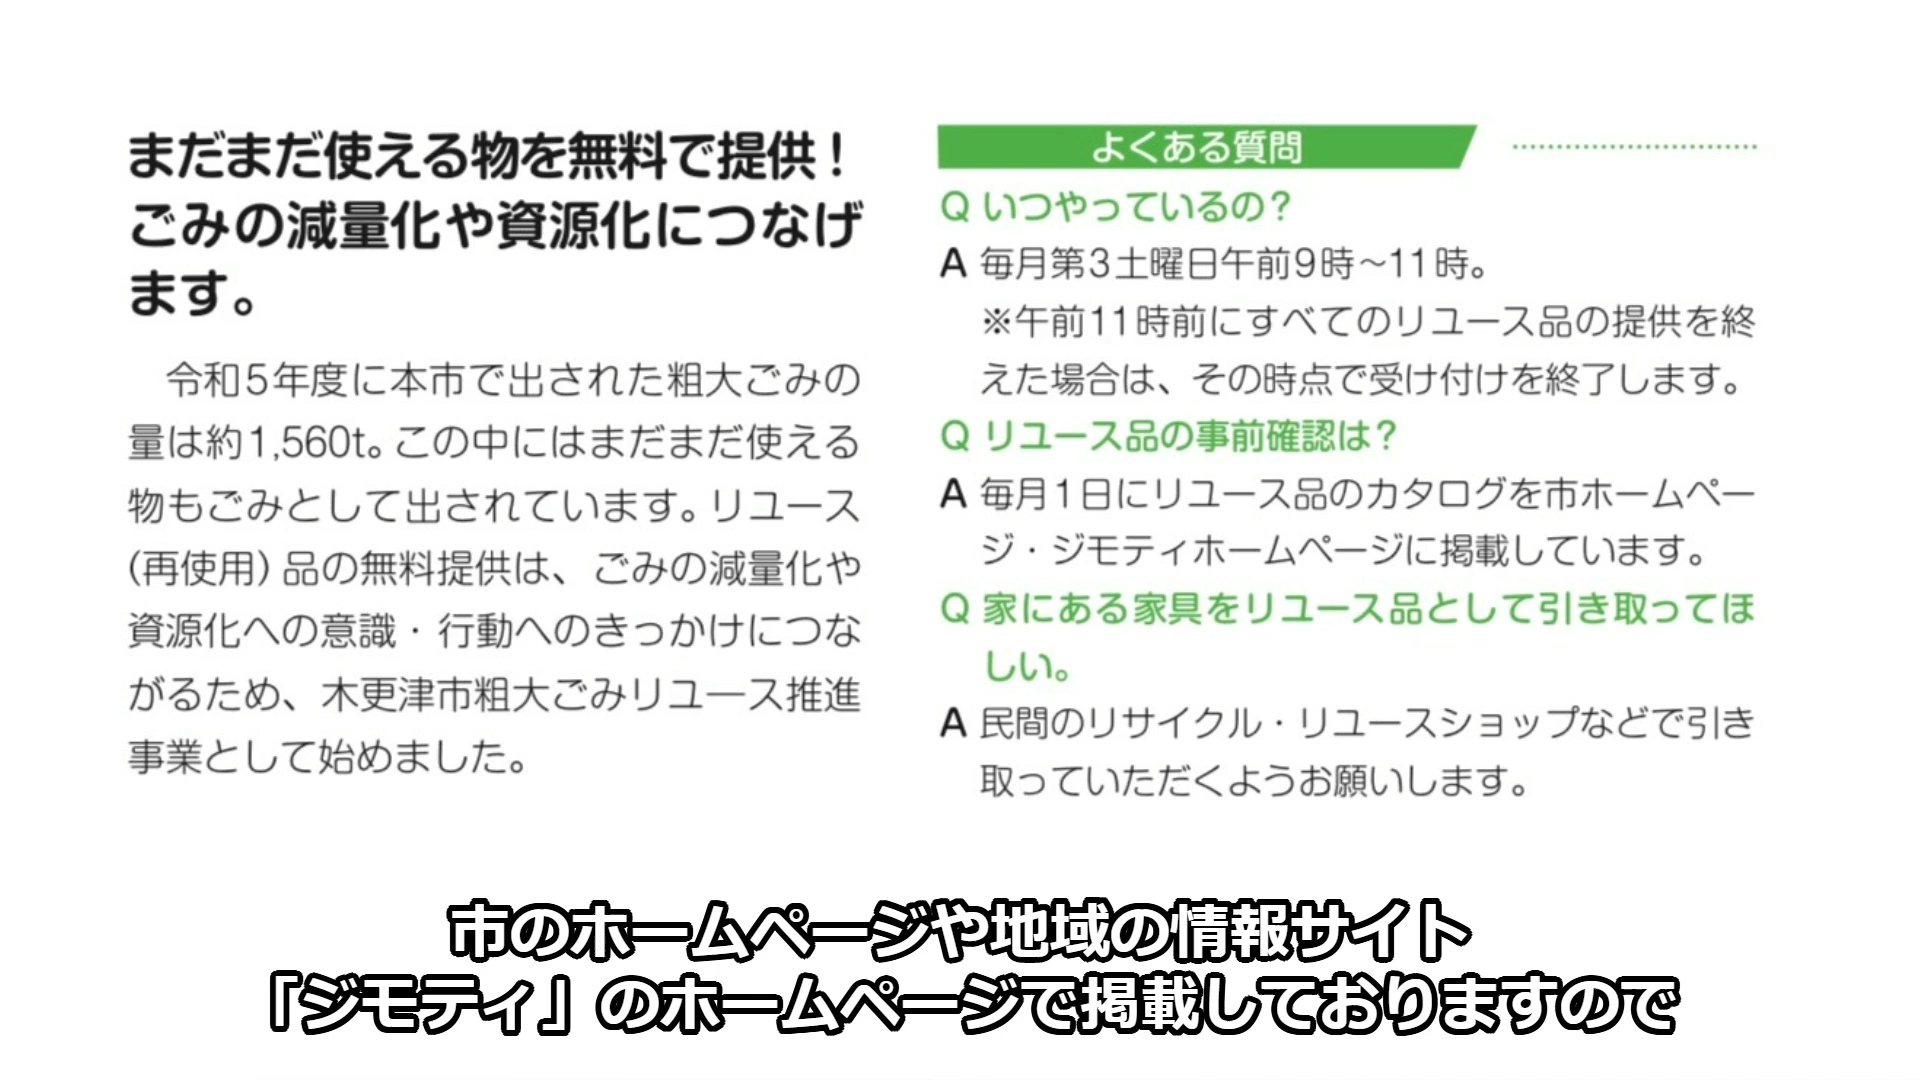 まだまだ使える物を無料で提供！
ごみの減量化や資源化につなげ
ます。
令和5年度に本市で出された粗大ごみの
量は約1,560t。この中にはまだまだ使える
物もごみとして出されています。リユース
(再使用)品の無料提供は、ごみの減量化や
資源化への意識・行動へのきっかけにつな
がるため、木更津市粗大ごみリユース推進
事業として始めました。
よくある質問
Q いつやっているの？
A 毎月第3土曜日午前9時～11時。
※午前11時前にすべてのリユース品の提供を終
えた場合は、その時点で受け付けを終了します。
Q リユース品の事前確認は？
A 毎月1日にリユース品のカタログを市ホームペー
ジ・ジモティホームページに掲載しています。
Q 家にある家具をリユース品として引き取ってほ
しい。
A 民間のリサイクル・リユースショップなどで引き
取っていただくようお願いします。
市のホームページや地域の情報サイト
「ジモティ」のホームページで掲載しておりますので